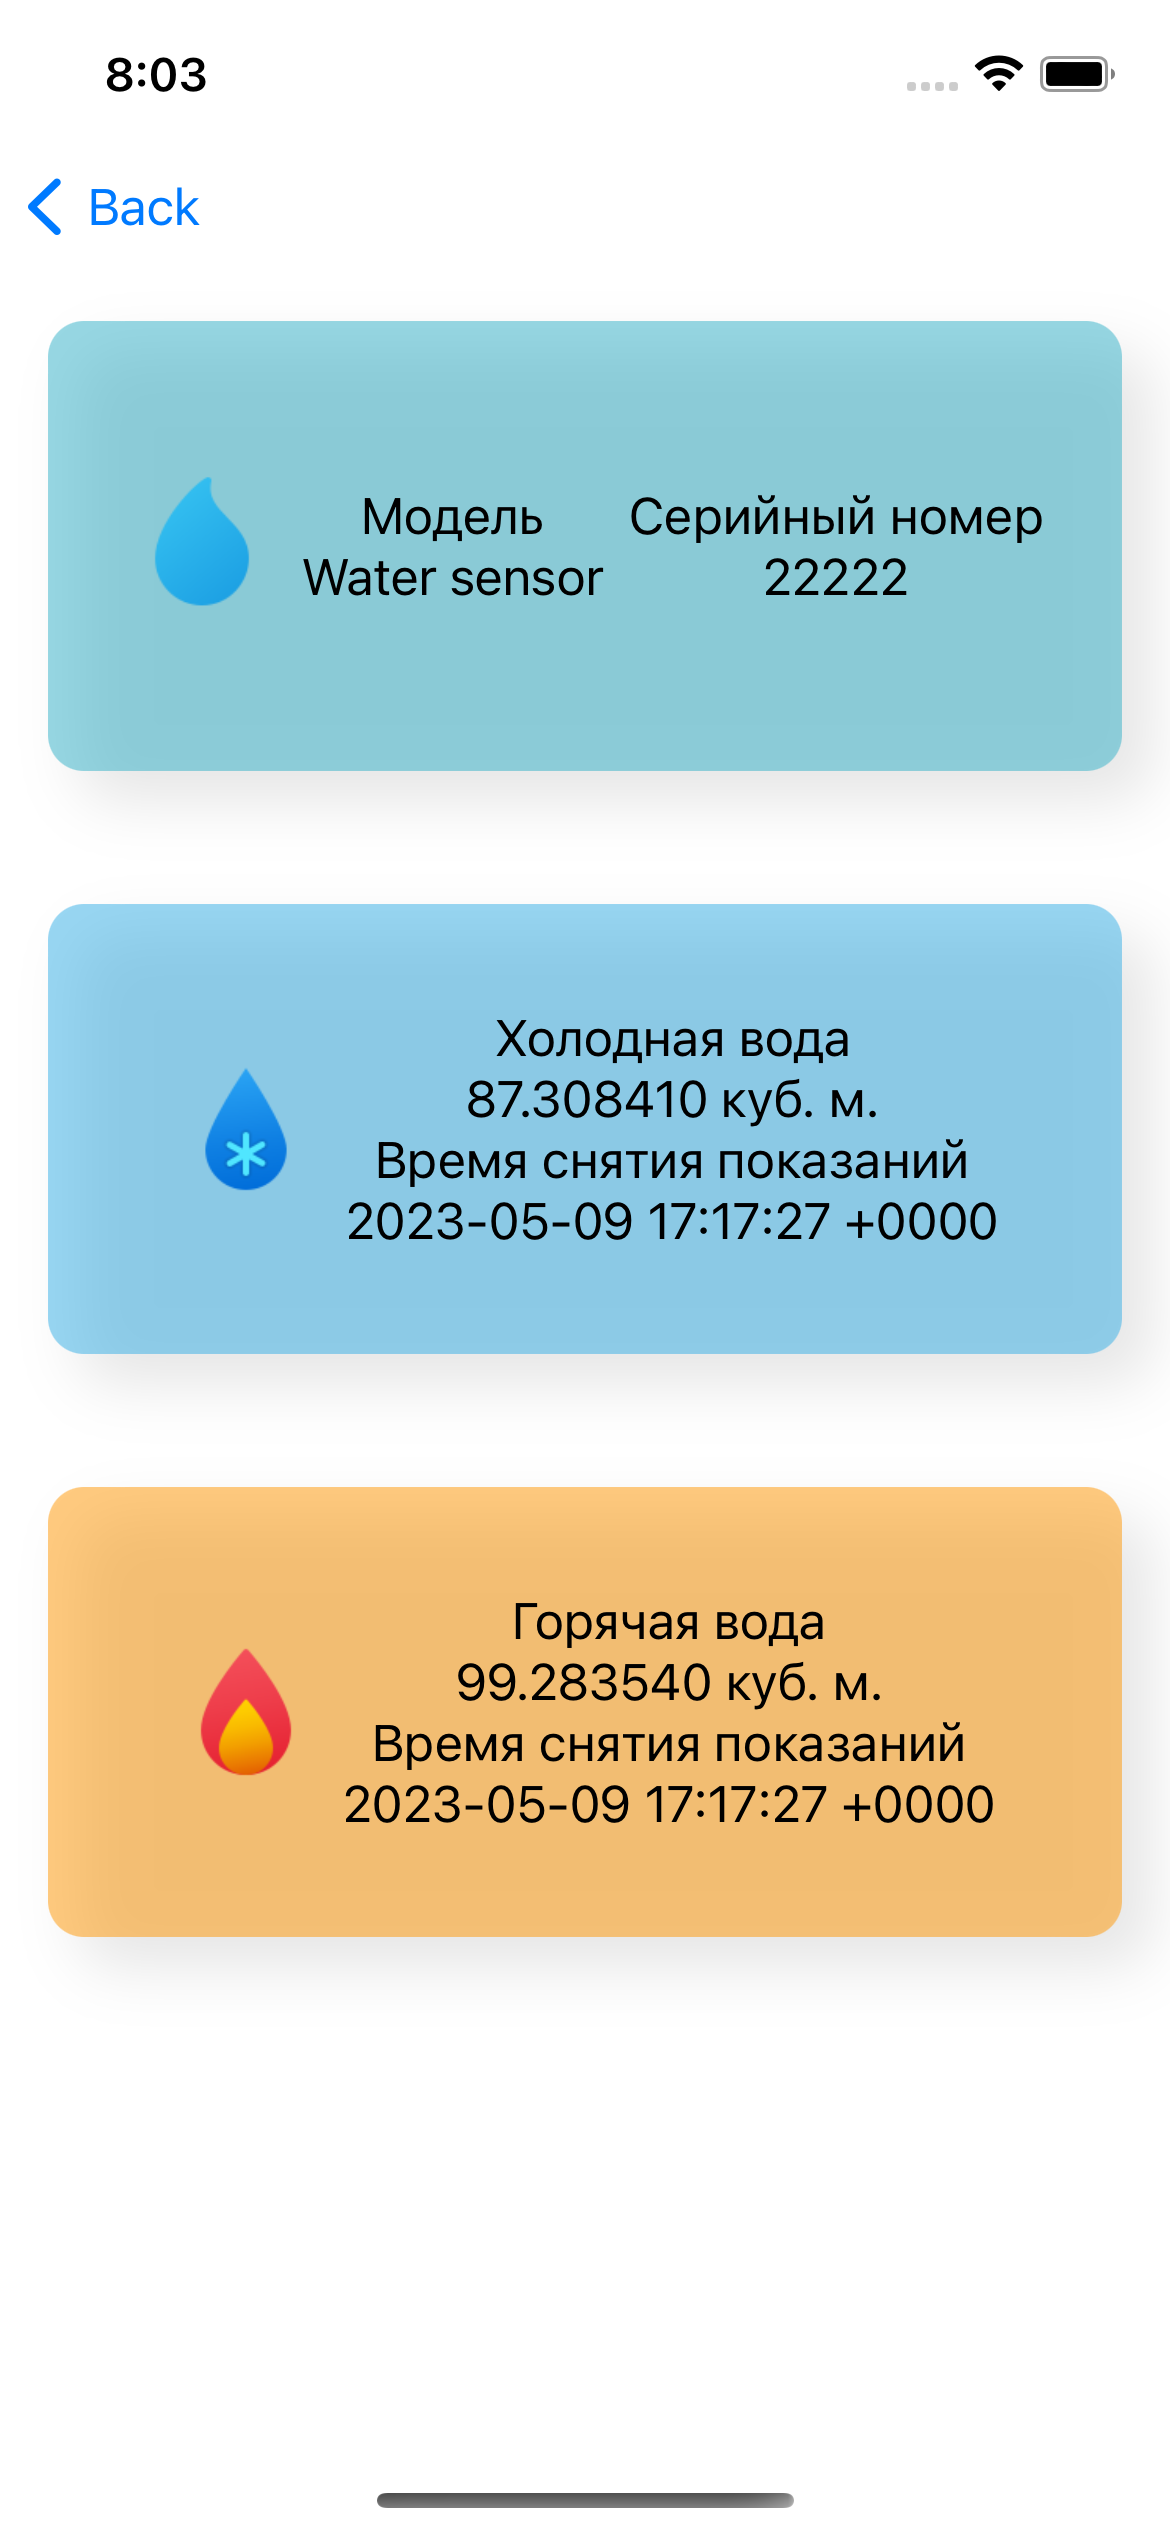 8:03
Back
Модель Серийный номер
Water sensor 22222
Холодная вода
87.308410 куб. м.
Время снятия показаний
2023-05-09 17:17:27 +0000
Горячая вода
99.283540 куб. м.
Время снятия показаний
2023-05-09 17:17:27 +0000